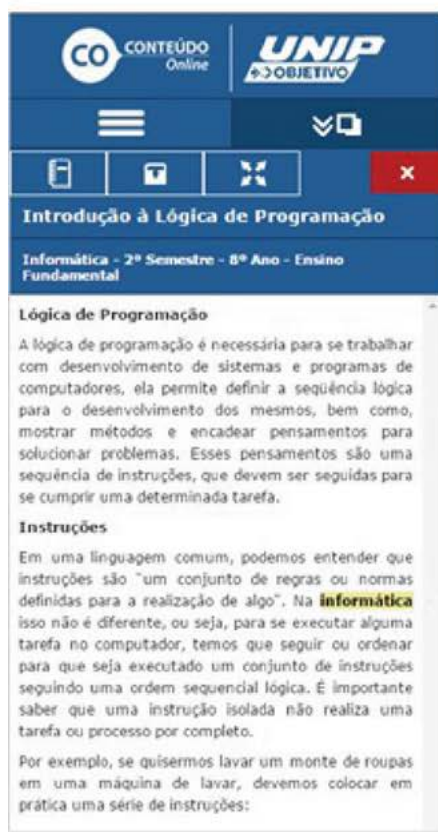 CO CONTEÚDO
Online
UNIP
OBJETIVO
Introdução à Lógica de Programação
Informática - 2º Semestre - 8º Ano - Ensino
Fundamental
Lógica de Programação
A lógica de programação é necessária para se trabalhar
com desenvolvimento de sistemas e programas de
computadores, ela permite definir a seqüência lógica
para o desenvolvimento dos mesmos, bem como,
mostrar métodos e encadear pensamentos para
solucionar problemas. Esses pensamentos são uma
sequência de instruções, que devem ser seguidas para
se cumprir uma determinada tarefa.
Instruções
Em uma linguagem comum, podemos entender que
instruções são "um conjunto de regras ou normas
definidas para a realização de algo". Na informática
isso não é diferente, ou seja, para se executar alguma
tarefa no computador, temos que seguir ou ordenar
para que seja executado um conjunto de instruções
seguindo uma ordem sequencial lógica. É importante
saber que uma instrução isolada não realiza uma
tarefa ou processo por completo.
Por exemplo, se quisermos lavar um monte de roupas
em uma máquina de lavar, devemos colocar em
prática uma série de instruções: